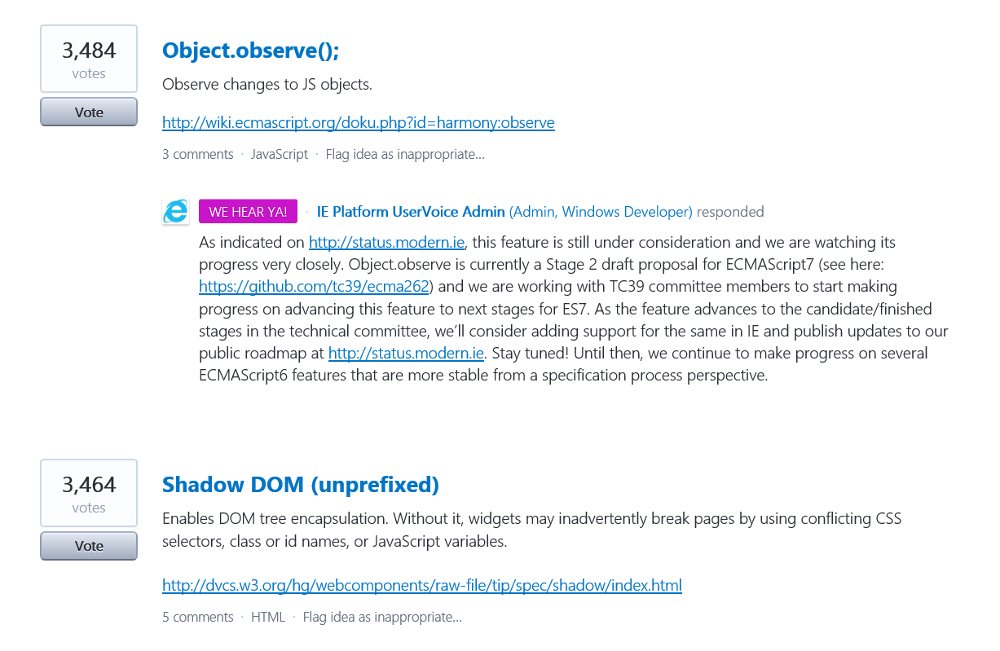 3,484
votes
Vote
Object.observe();
Observe changes to JS objects.
http://wiki.ecmascript.org/doku.php?id=harmony:observe
3 comments · JavaScript · Flag idea as inappropriate…
WE HEAR YA! · IE Platform UserVoice Admin (Admin, Windows Developer) responded
As indicated on http://status.modern.ie, this feature is still under consideration and we are watching its
progress very closely. Object.observe is currently a Stage 2 draft proposal for ECMAScript7 (see here:
https://github.com/tc39/ecma262) and we are working with TC39 committee members to start making
progress on advancing this feature to next stages for ES7. As the feature advances to the candidate/finished
stages in the technical committee, we’ll consider adding support for the same in IE and publish updates to our
public roadmap at http://status.modern.ie. Stay tuned! Until then, we continue to make progress on several
ECMAScript6 features that are more stable from a specification process perspective.
3,464
votes
Vote
Shadow DOM (unprefixed)
Enables DOM tree encapsulation. Without it, widgets may inadvertently break pages by using conflicting CSS
selectors, class or id names, or JavaScript variables.
http://dvcs.w3.org/hg/webcomponents/raw-file/tip/spec/shadow/index.html
5 comments · HTML · Flag idea as inappropriate…